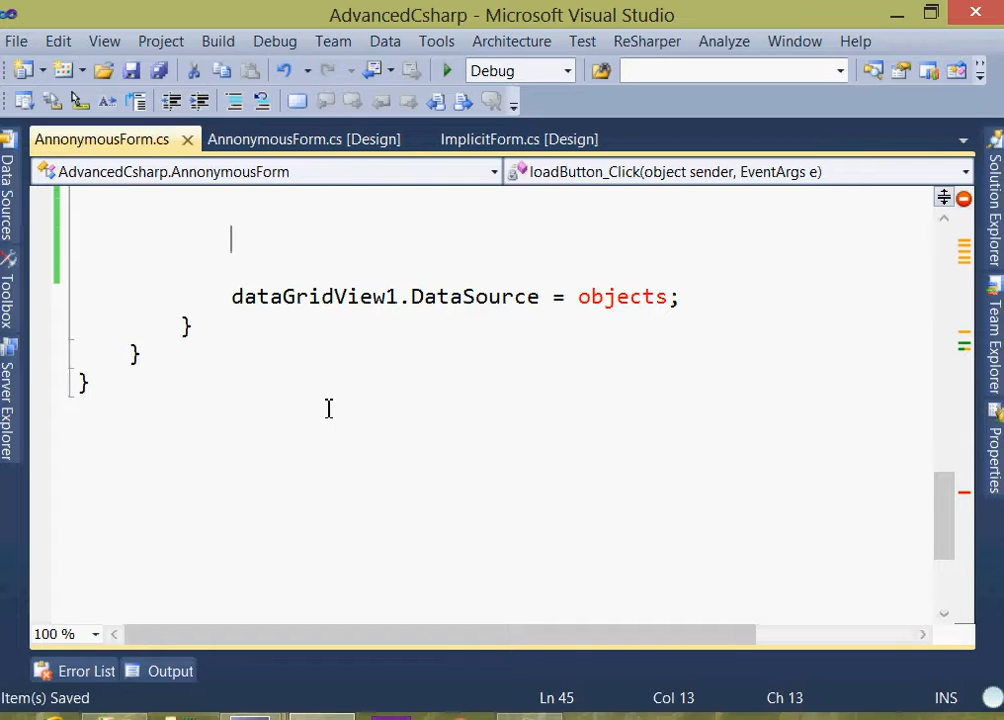 AdvancedCsharp - Microsoft Visual Studio
File Edit View Project Build Debug Team Data Tools Architecture Test ReSharper Analyze Window Help
Debug
AnnonymousForm.cs AnnonymousForm.cs [Design] ImplicitForm.cs [Design]
AdvancedCsharp.AnnonymousForm loadButton_Click(object sender, EventArgs e)
Data Sources
Toolbox
Server Explorer
dataGridView1.DataSource = objects;
}
}
}
Solution Explorer
Team Explorer
Properties
100 %
Error List Output
Item(s) Saved Ln 45 Col 13 Ch 13 INS